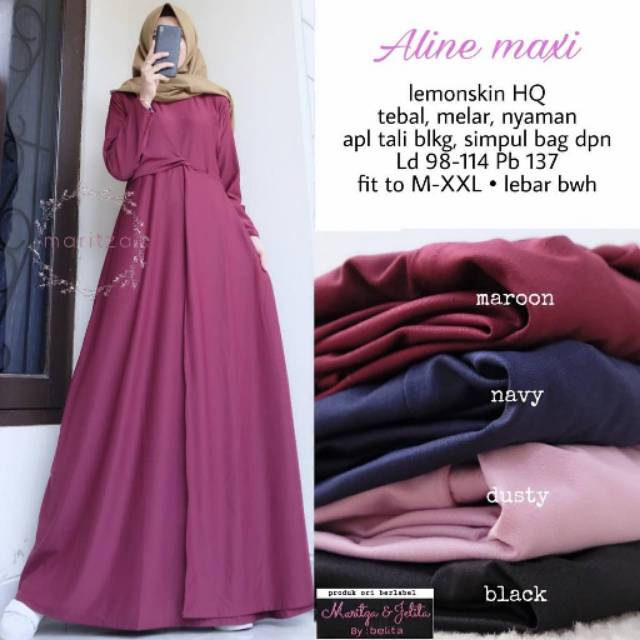 Aline maxi
lemonskin HQ
tebal, melar, nyaman
apl tali blkg, simpul bag dpn
Ld 98-114 Pb 137
fit to M-XXL • lebar bwh
maritza
maroon
navy
dusty
black
produk ori berlabel
Maritza & Jelita
By : belita